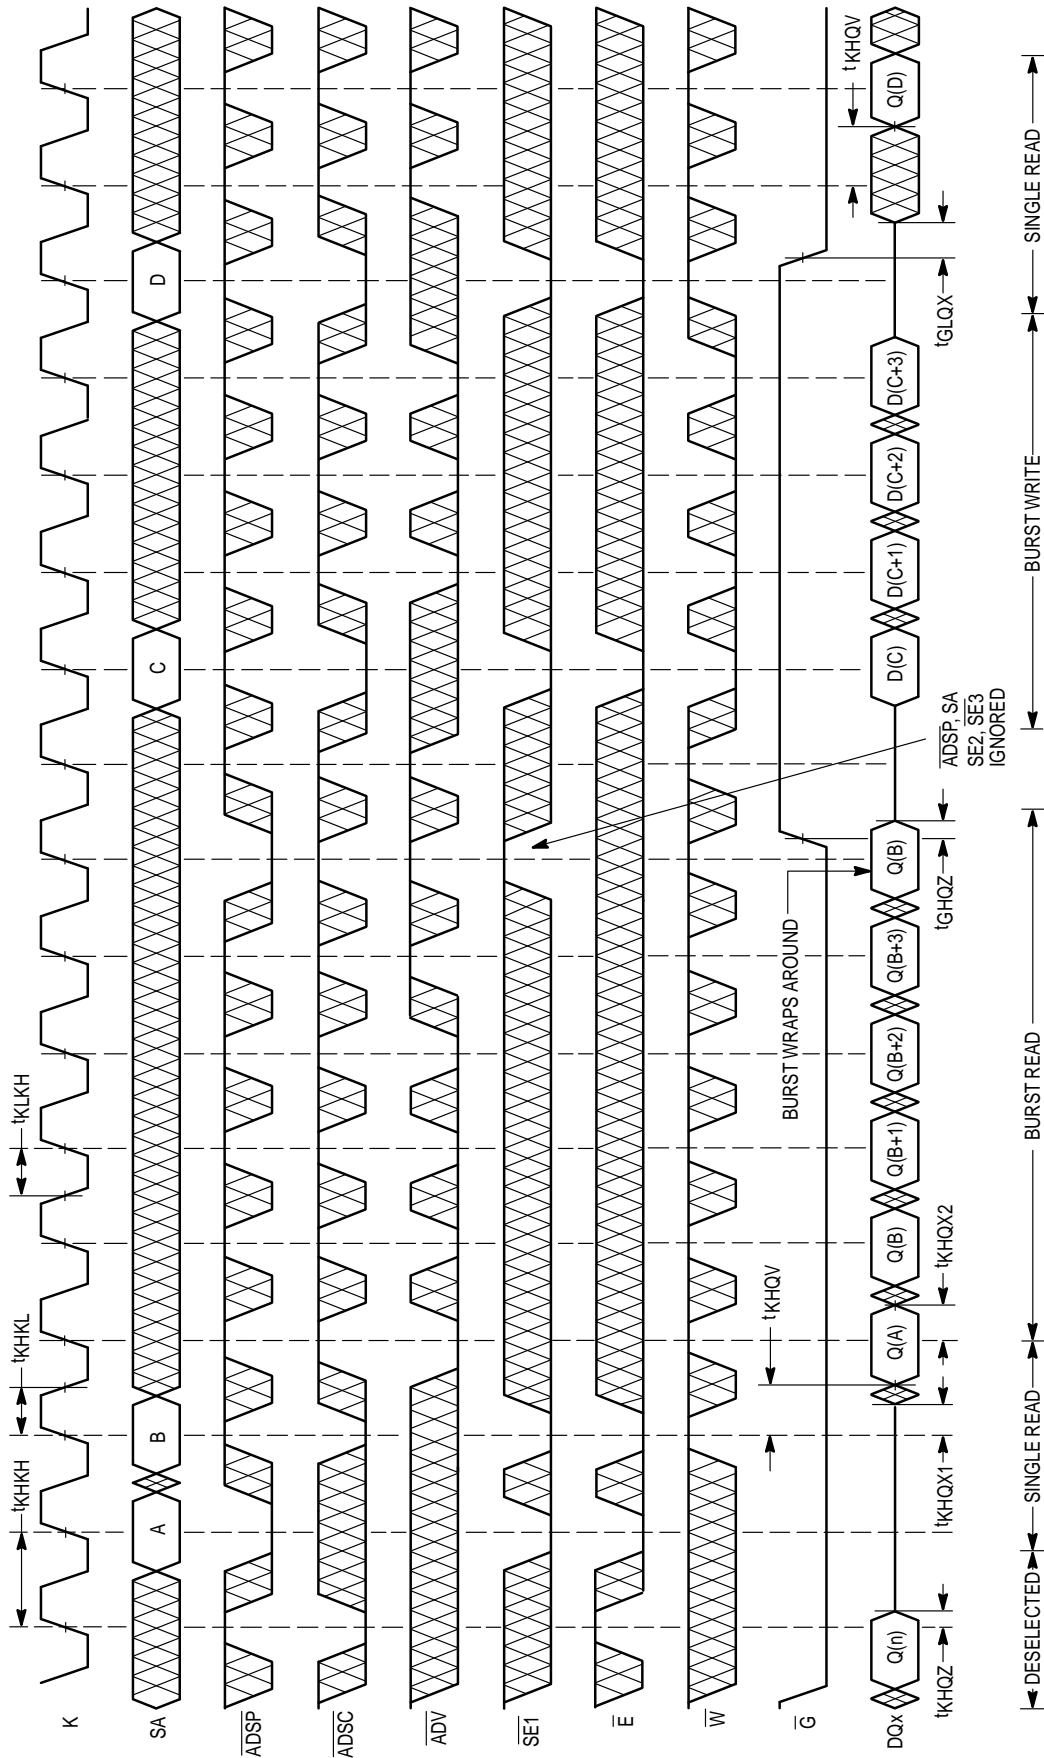 tKHKH
tKHKL
tKLKH
K
SA
A
B
C
D
ADSP
ADSC
ADV
SE1
E
W
tKHQV
BURST WRAPS AROUND
tKHQV
G
DQx
Q(n)
Q(A)
Q(B)
Q(B+1)
Q(B+2)
Q(B+3)
Q(B)
D(C)
D(C+1)
D(C+2)
D(C+3)
Q(D)
tKHQZ
tKHQX1
tKHQX2
tGHQZ
ADSP, SA
SE2, SE3
IGNORED
tGLQX
DESELECTED
SINGLE READ
BURST READ
BURST WRITE
SINGLE READ